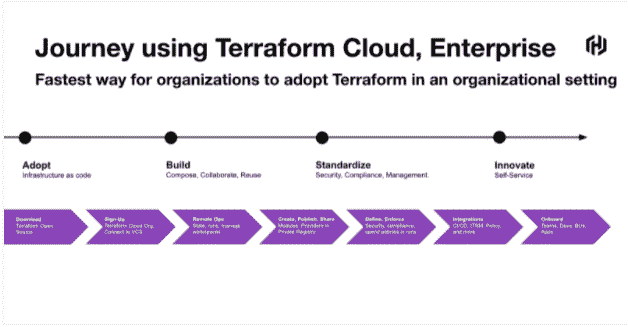 Journey using Terraform Cloud, Enterprise
Fastest way for organizations to adopt Terraform in an organizational setting
Adopt
Infrastructure as code
Build
Compose, Collaborate, Reuse
Standardize
Security, Compliance, Management.
Innovate
Self-Service
Download
Terraform Open
Source
Sign-Up
Terraform Cloud Org
Connect to VCS
Remote Ops
State, runs, manage
workspaces
Create, Publish, Share
Modules, Providers in
Private Registry
Define, Enforce
Security, compliance,
policies in runs
Integrations
CI/CD, ITSM, Policy,
and more
Onboard
Teams,
Apps